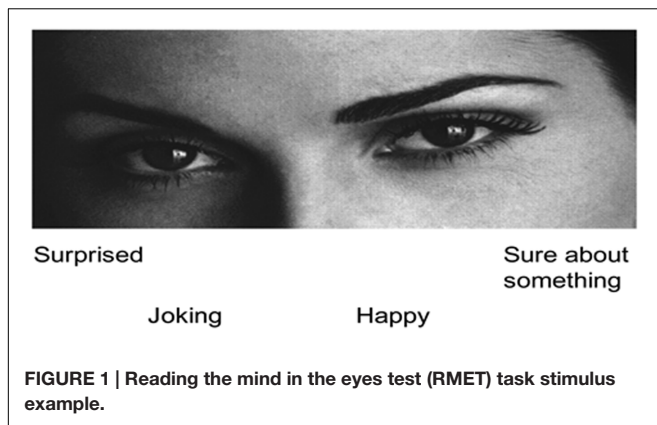 Surprised
Sure about
something
Joking
Happy
FIGURE 1 | Reading the mind in the eyes test (RMET) task stimulus
example.